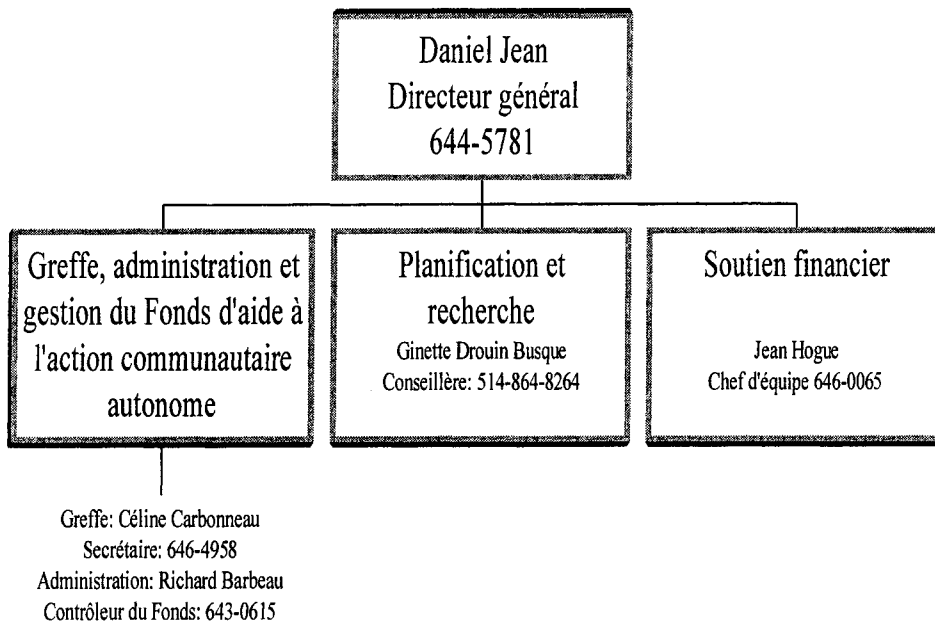 Daniel Jean
Directeur général
644-5781
Greffe, administration et
gestion du Fonds d'aide à
l'action communautaire
autonome
Greffe: Céline Carbonneau
Secrétaire: 646-4958
Administration: Richard Barbeau
Contrôleur du Fonds: 643-0615
Planification et
recherche
Ginette Drouin Busque
Conseillère: 514-864-8264
Soutien financier
Jean Hogue
Chef d'équipe 646-0065